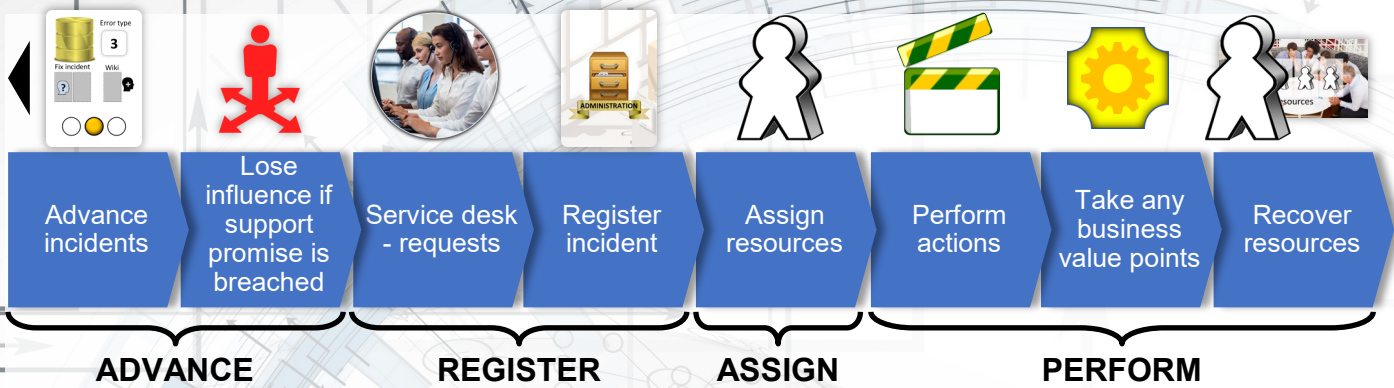 Error type
3
Fix incident
Wiki
?
ADMINISTRATION
esources
Advance
incidents
Lose
influence if
support
promise is
breached
Service desk
- requests
Register
incident
Assign
resources
Perform
actions
Take any
business
value points
Recover
resources
ADVANCE
REGISTER
ASSIGN
PERFORM